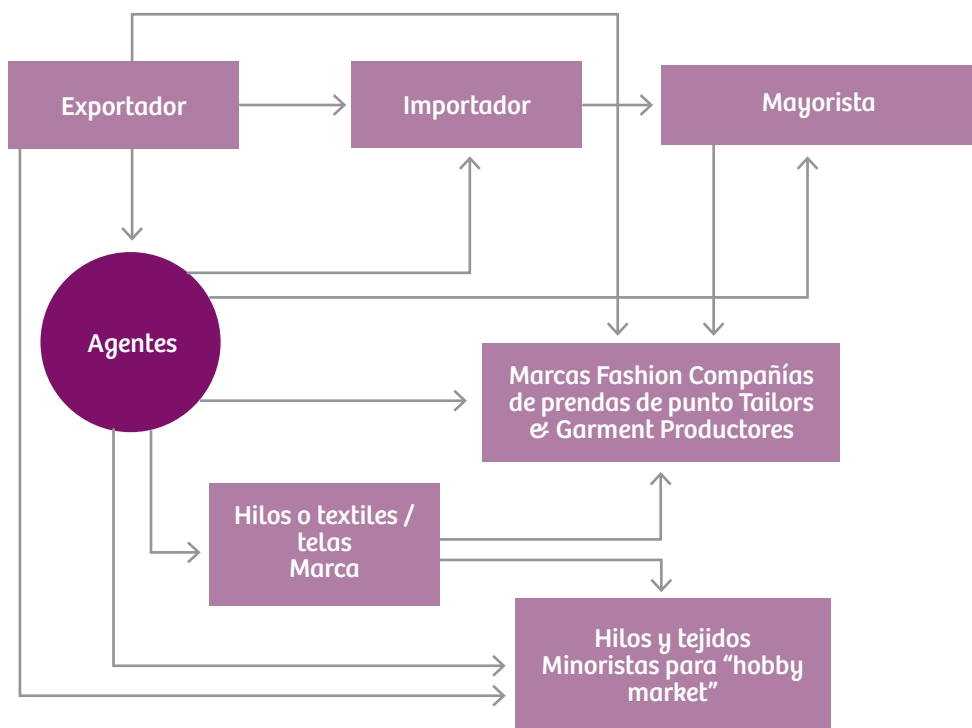 Exportador
Importador
Mayorista
Agentes
Marcas Fashion Compañías
de prendas de punto Tailors
& Garment Productores
Hilos o textiles /
telas
Marca
Hilos y tejidos
Minoristas para “hobby
market”